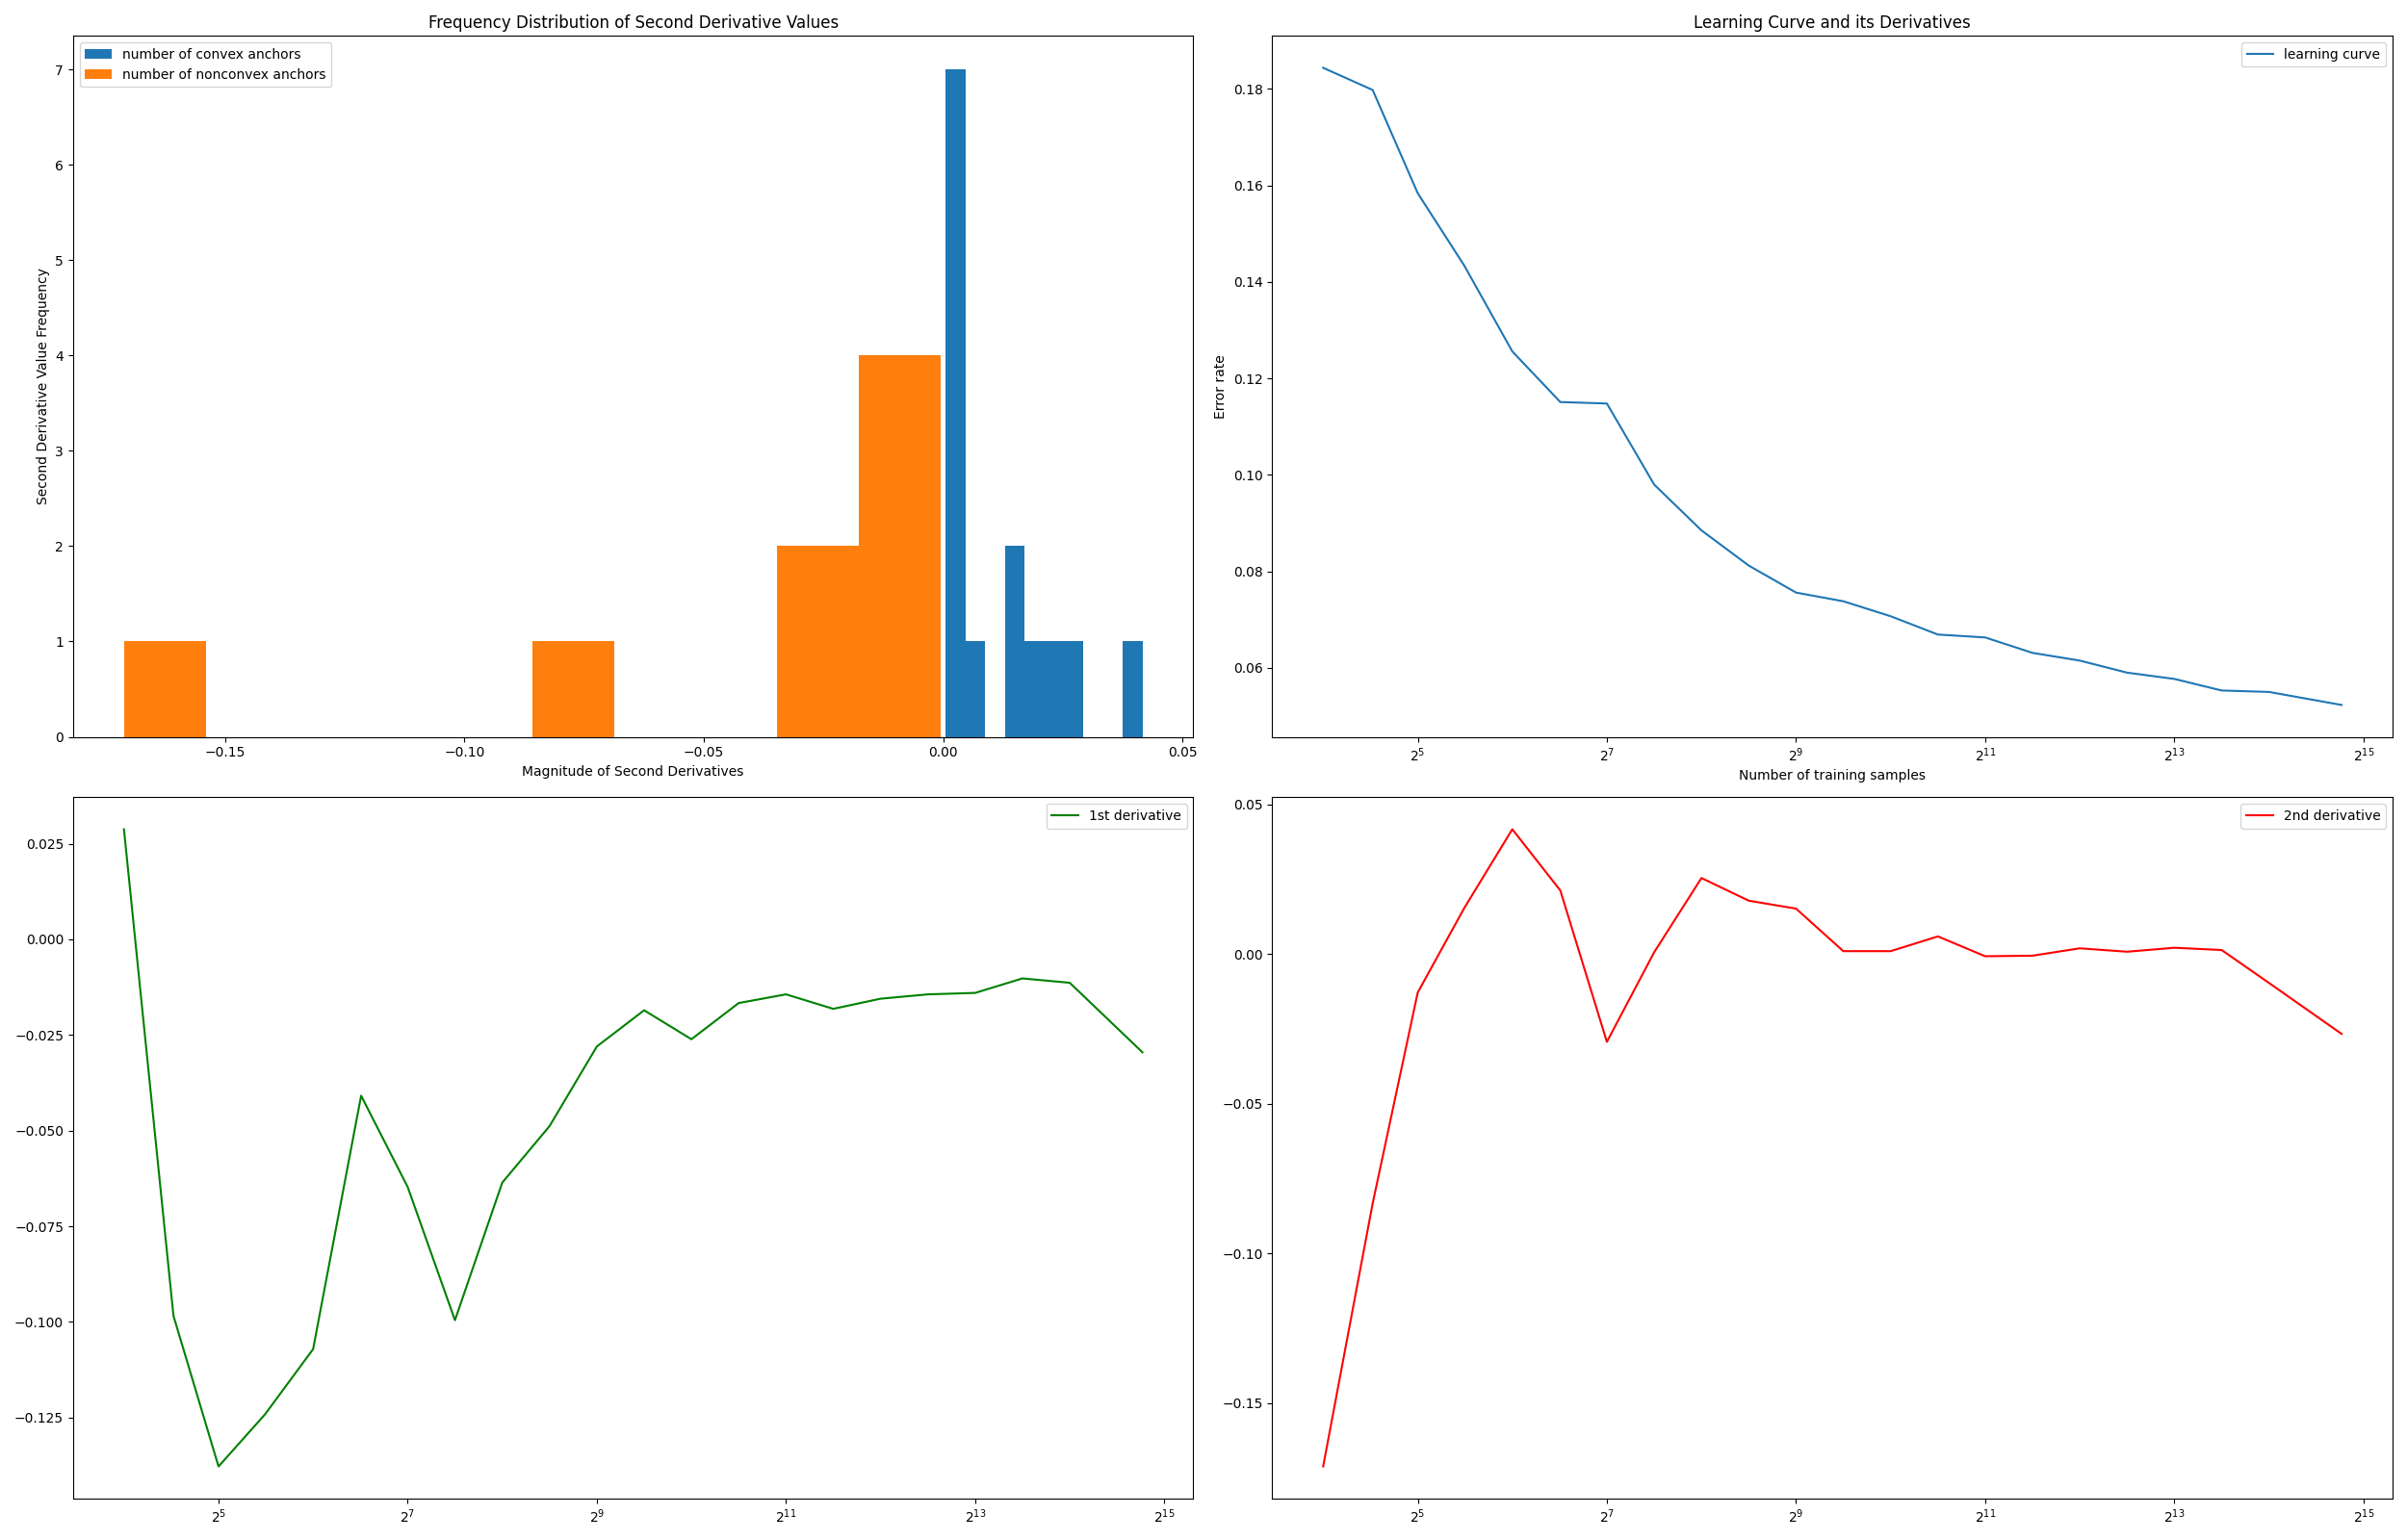 Frequency Distribution of Second Derivative Values
number of convex anchors
number of nonconvex anchors
Second Derivative Value Frequency
7
6
5
4
3
2
1
0
−0.15 −0.10 −0.05 0.00 0.05
Magnitude of Second Derivatives
Learning Curve and its Derivatives
learning curve
Error rate
0.18
0.16
0.14
0.12
0.10
0.08
0.06
2^5 2^7 2^9 2^11 2^13 2^15
Number of training samples
1st derivative
0.025
0.000
−0.025
−0.050
−0.075
−0.100
−0.125
2^5 2^7 2^9 2^11 2^13 2^15
2nd derivative
0.05
0.00
−0.05
−0.10
−0.15
2^5 2^7 2^9 2^11 2^13 2^15